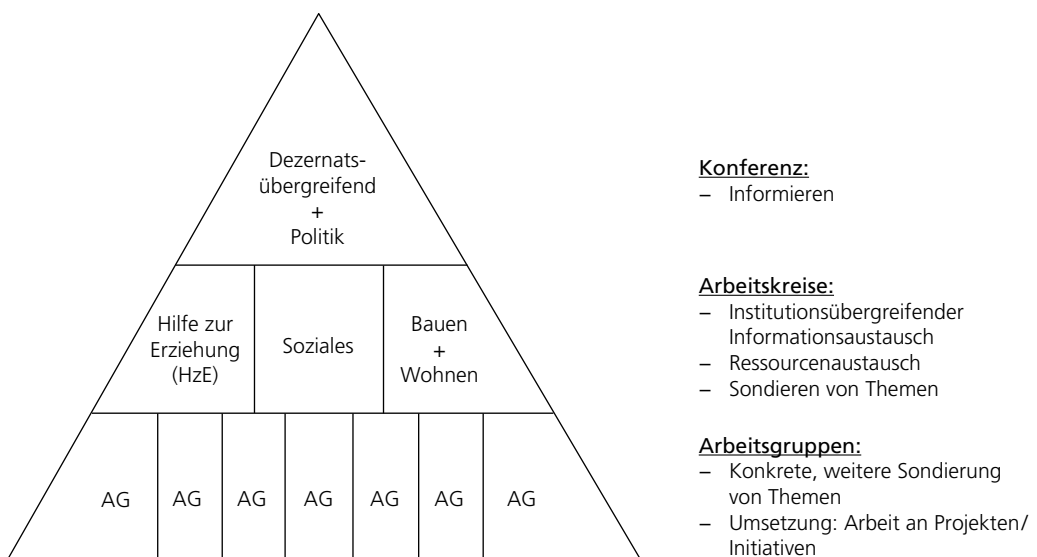 Dezernats-
übergreifend
+
Politik
Konferenz:
– Informieren
Hilfe zur
Erziehung
(HzE)
Soziales
Bauen
+
Wohnen
Arbeitskreise:
– Institutionsübergreifender
Informationsaustausch
– Ressourcenaustausch
– Sondieren von Themen
AG AG AG AG AG AG AG
Arbeitsgruppen:
– Konkrete, weitere Sondierung
von Themen
– Umsetzung: Arbeit an Projekten/
Initiativen